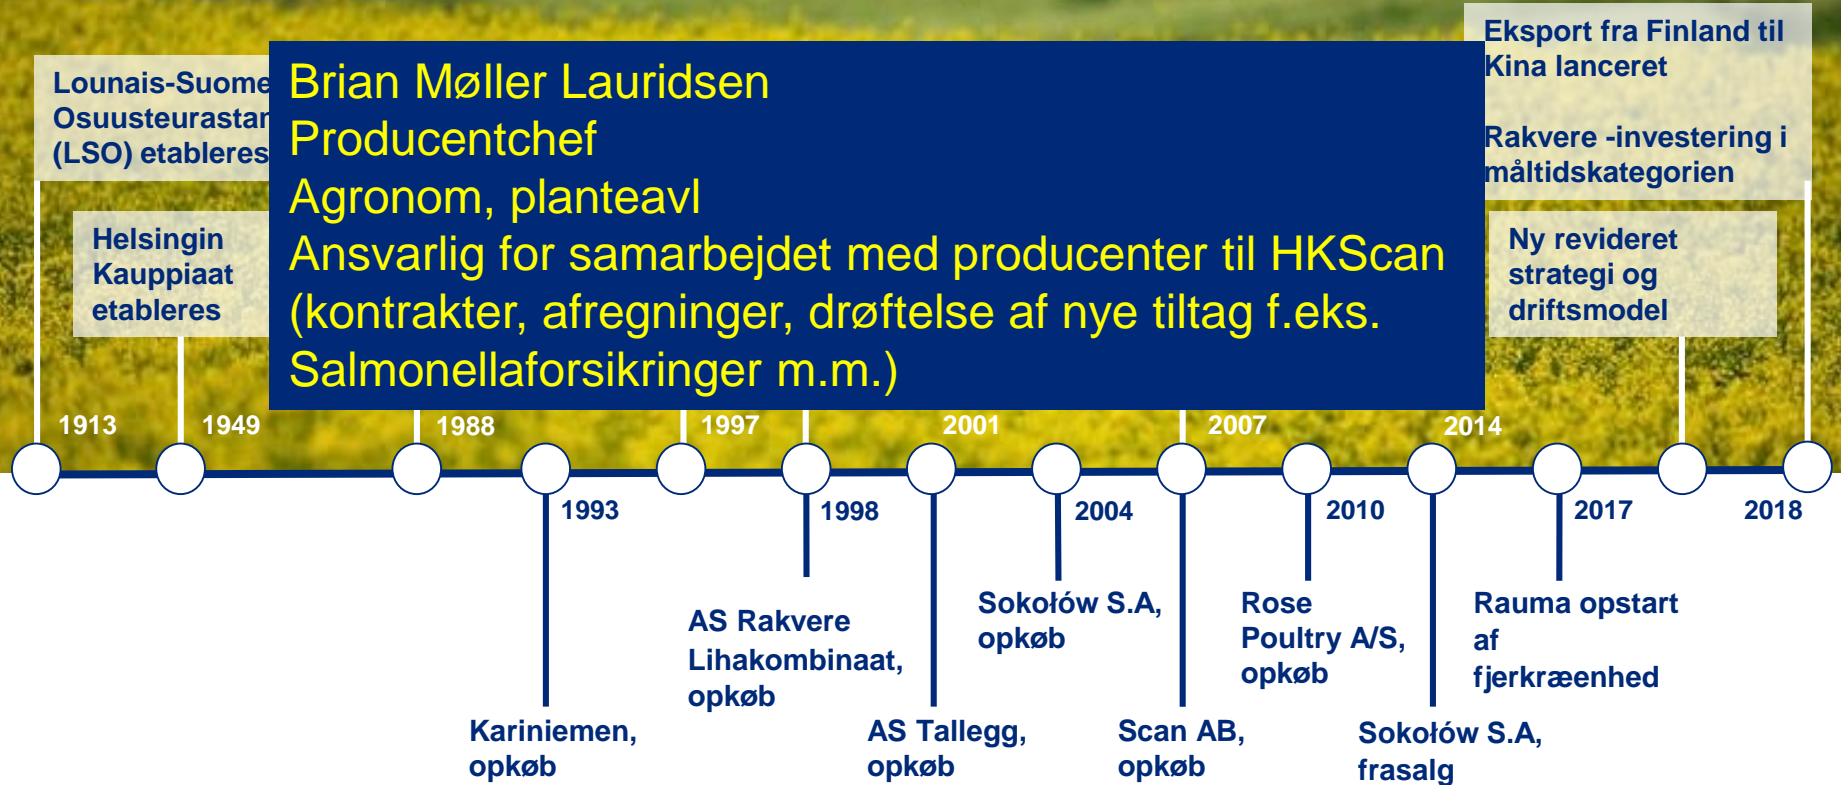 Lounais-Suome
Osuusteurastar
(LSO) etableres
Helsingin
Kauppiaat
etableres
Brian Møller Lauridsen
Producentchef
Agronom, planteavl
Ansvarlig for samarbejdet med producenter til HKScan
(kontrakter, afregninger, drøftelse af nye tiltag f.eks.
Salmonellaforsikringer m.m.)
Eksport fra Finland til
Kina lanceret
Rakvere -investering i
måltidskategorien
Ny revideret
strategi og
driftsmodel
1913
1949
1988
1997
2001
2007
2014
1993
1998
2004
2010
2017
2018
Kariniemen,
opkøb
AS Rakvere
Lihakombinaat,
opkøb
AS Tallegg,
opkøb
Sokołów S.A,
opkøb
Scan AB,
opkøb
Rose
Poultry A/S,
opkøb
Sokołów S.A,
frasalg
Rauma opstart
af
fjerkræenhed